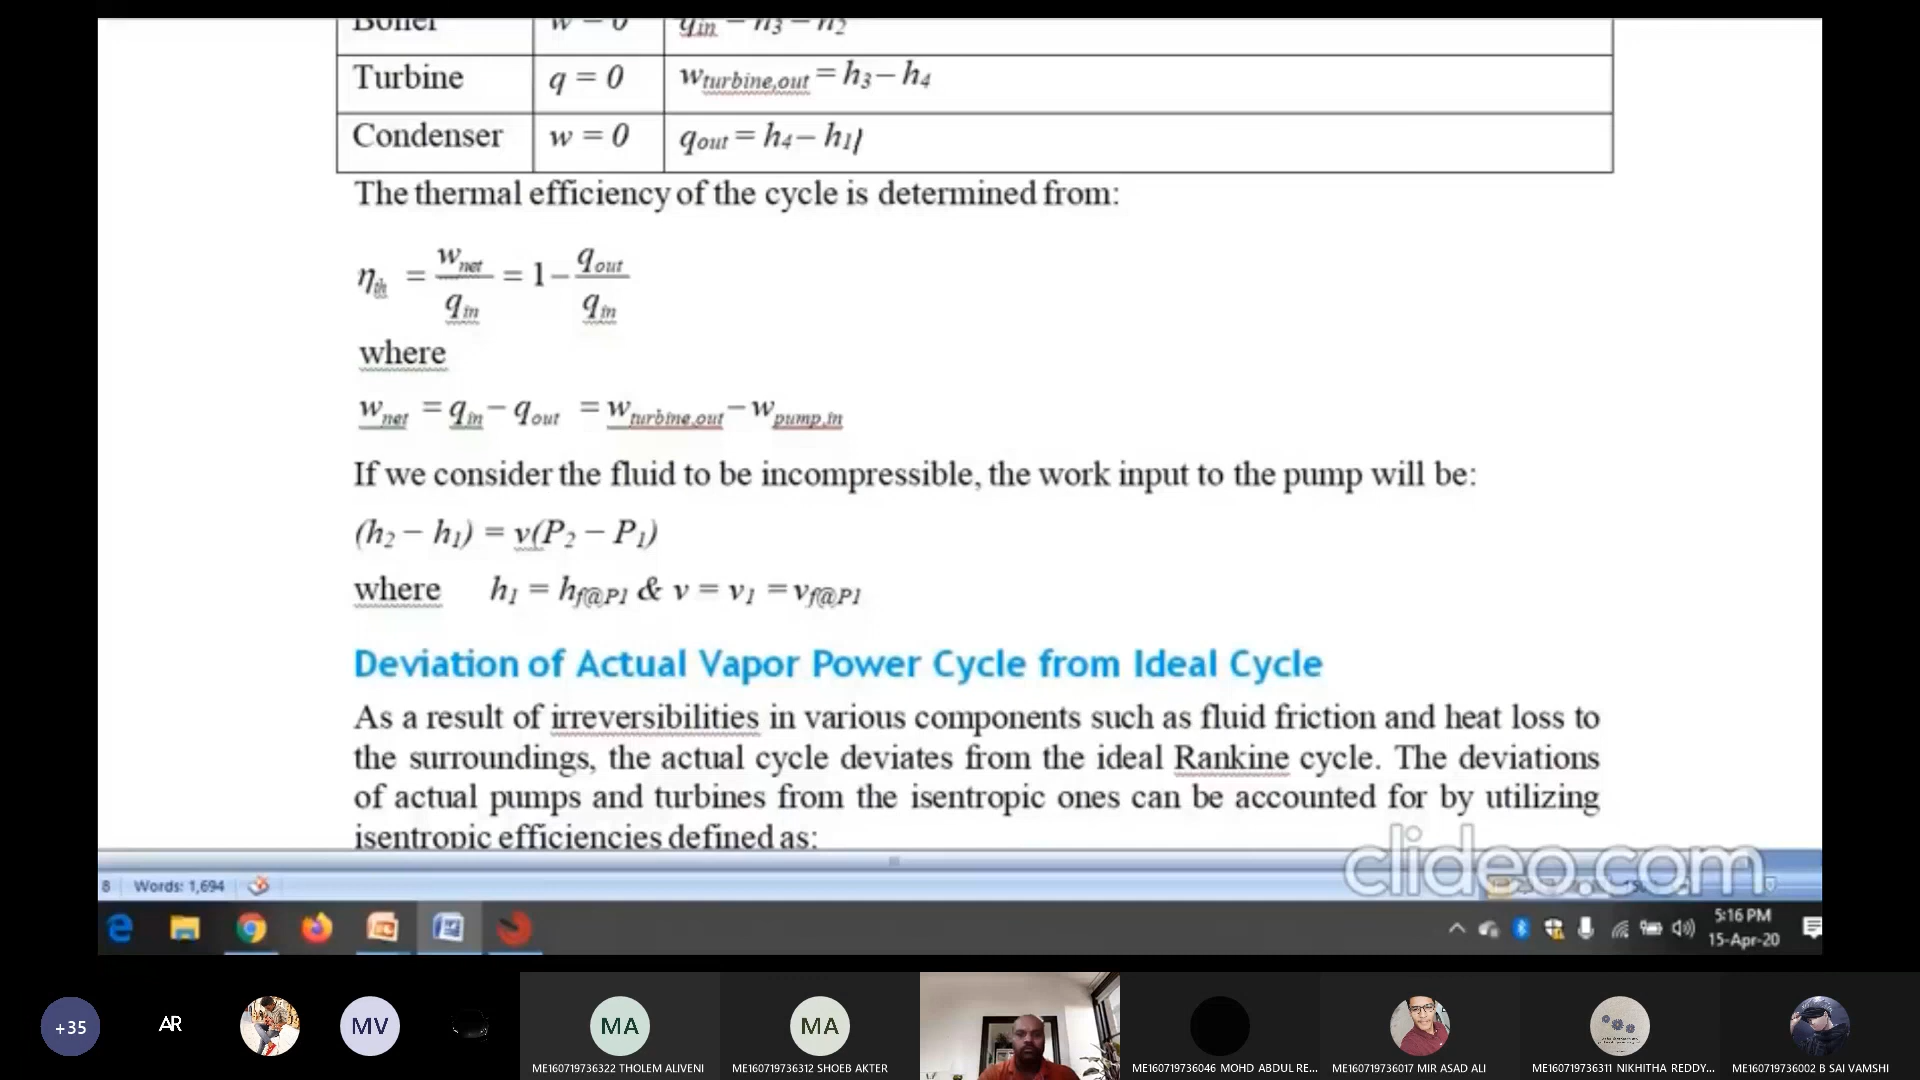 Boiler w = 0 qin = h3 – h2
Turbine q = 0 wturbine,out = h3 – h4
Condenser w = 0 qout = h4 – h1
The thermal efficiency of the cycle is determined from:
ηth = wnet / qin = 1 – qout / qin
where
wnet = qin – qout = wturbine,out – wpump,in
If we consider the fluid to be incompressible, the work input to the pump will be:
(h2 – h1) = v(P2 – P1)
where h1 = hf@P1 & v = v1 = vf@P1
Deviation of Actual Vapor Power Cycle from Ideal Cycle
As a result of irreversibilities in various components such as fluid friction and heat loss to
the surroundings, the actual cycle deviates from the ideal Rankine cycle. The deviations
of actual pumps and turbines from the isentropic ones can be accounted for by utilizing
isentropic efficiencies defined as:
clideo.com
8 Words: 1,694
5:16 PM
15-Apr-20
+35
AR
MV
MA
MA
ME160719736322 THOLEM ALIVENI
ME160719736312 SHOEB AKTER
ME160719736046 MOHD ABDUL RE...
ME160719736017 MIR ASAD ALI
ME160719736311 NIKHITHA REDDY...
ME160719736002 B SAI VAMSHI